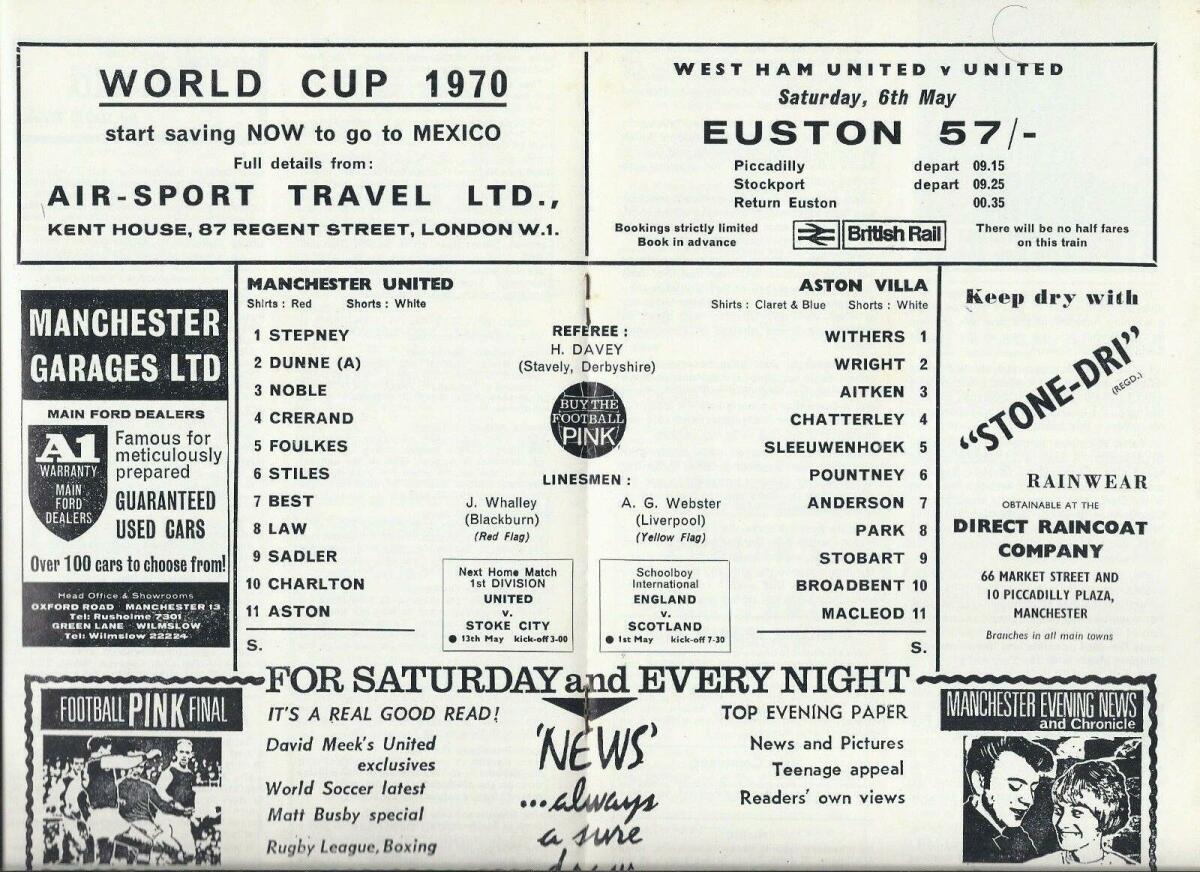 WORLD CUP 1970
start saving NOW to go to MEXICO
Full details from:
AIR-SPORT TRAVEL LTD.,
KENT HOUSE, 87 REGENT STREET, LONDON W.1.
WEST HAM UNITED v UNITED
Saturday, 6th May
EUSTON 57/-
Piccadilly depart 09.15
Stockport depart 09.25
Return Euston 00.35
Bookings strictly limited
Book in advance
British Rail
There will be no half fares
on this train
MANCHESTER
GARAGES LTD
MAIN FORD DEALERS
A1
WARRANTY
MAIN
FORD
DEALERS
Famous for
meticulously
prepared
GUARANTEED
USED CARS
Over 100 cars to choose from!
Head Office & Showrooms
OXFORD ROAD MANCHESTER 13
Tel: Rusholme 7301
GREEN LANE WILMSLOW
Tel: Wilmslow 22224
MANCHESTER UNITED
Shirts : Red Shorts : White
1 STEPNEY
2 DUNNE (A)
3 NOBLE
4 CRERAND
5 FOULKES
6 STILES
7 BEST
8 LAW
9 SADLER
10 CHARLTON
11 ASTON
S.
REFEREE :
H. DAVEY
(Stavely, Derbyshire)
BUY THE
FOOTBALL
PINK
LINESMEN :
J. Whalley
(Blackburn)
(Red Flag)
A. G. Webster
(Liverpool)
(Yellow Flag)
Next Home Match
1st DIVISION
UNITED
v.
STOKE CITY
● 13th May kick-off 3-00
Schoolboy
International
ENGLAND
v.
SCOTLAND
● 1st May kick-off 7-30
ASTON VILLA
Shirts : Claret & Blue Shorts : White
WITHERS 1
WRIGHT 2
AITKEN 3
CHATTERLEY 4
SLEEUWENHOEK 5
POUNTNEY 6
ANDERSON 7
PARK 8
STOBART 9
BROADBENT 10
MACLEOD 11
S.
Keep dry with
"STONE-DRI"
(REGD.)
RAINWEAR
OBTAINABLE AT THE
DIRECT RAINCOAT
COMPANY
66 MARKET STREET AND
10 PICCADILLY PLAZA,
MANCHESTER
Branches in all main towns
FOR SATURDAY and EVERY NIGHT
FOOTBALL PINK FINAL
IT'S A REAL GOOD READ!
David Meek's United
exclusives
World Soccer latest
Matt Busby special
Rugby League, Boxing
'NEWS'
...always
a sure
TOP EVENING PAPER
News and Pictures
Teenage appeal
Readers' own views
MANCHESTER EVENING NEWS
and Chronicle